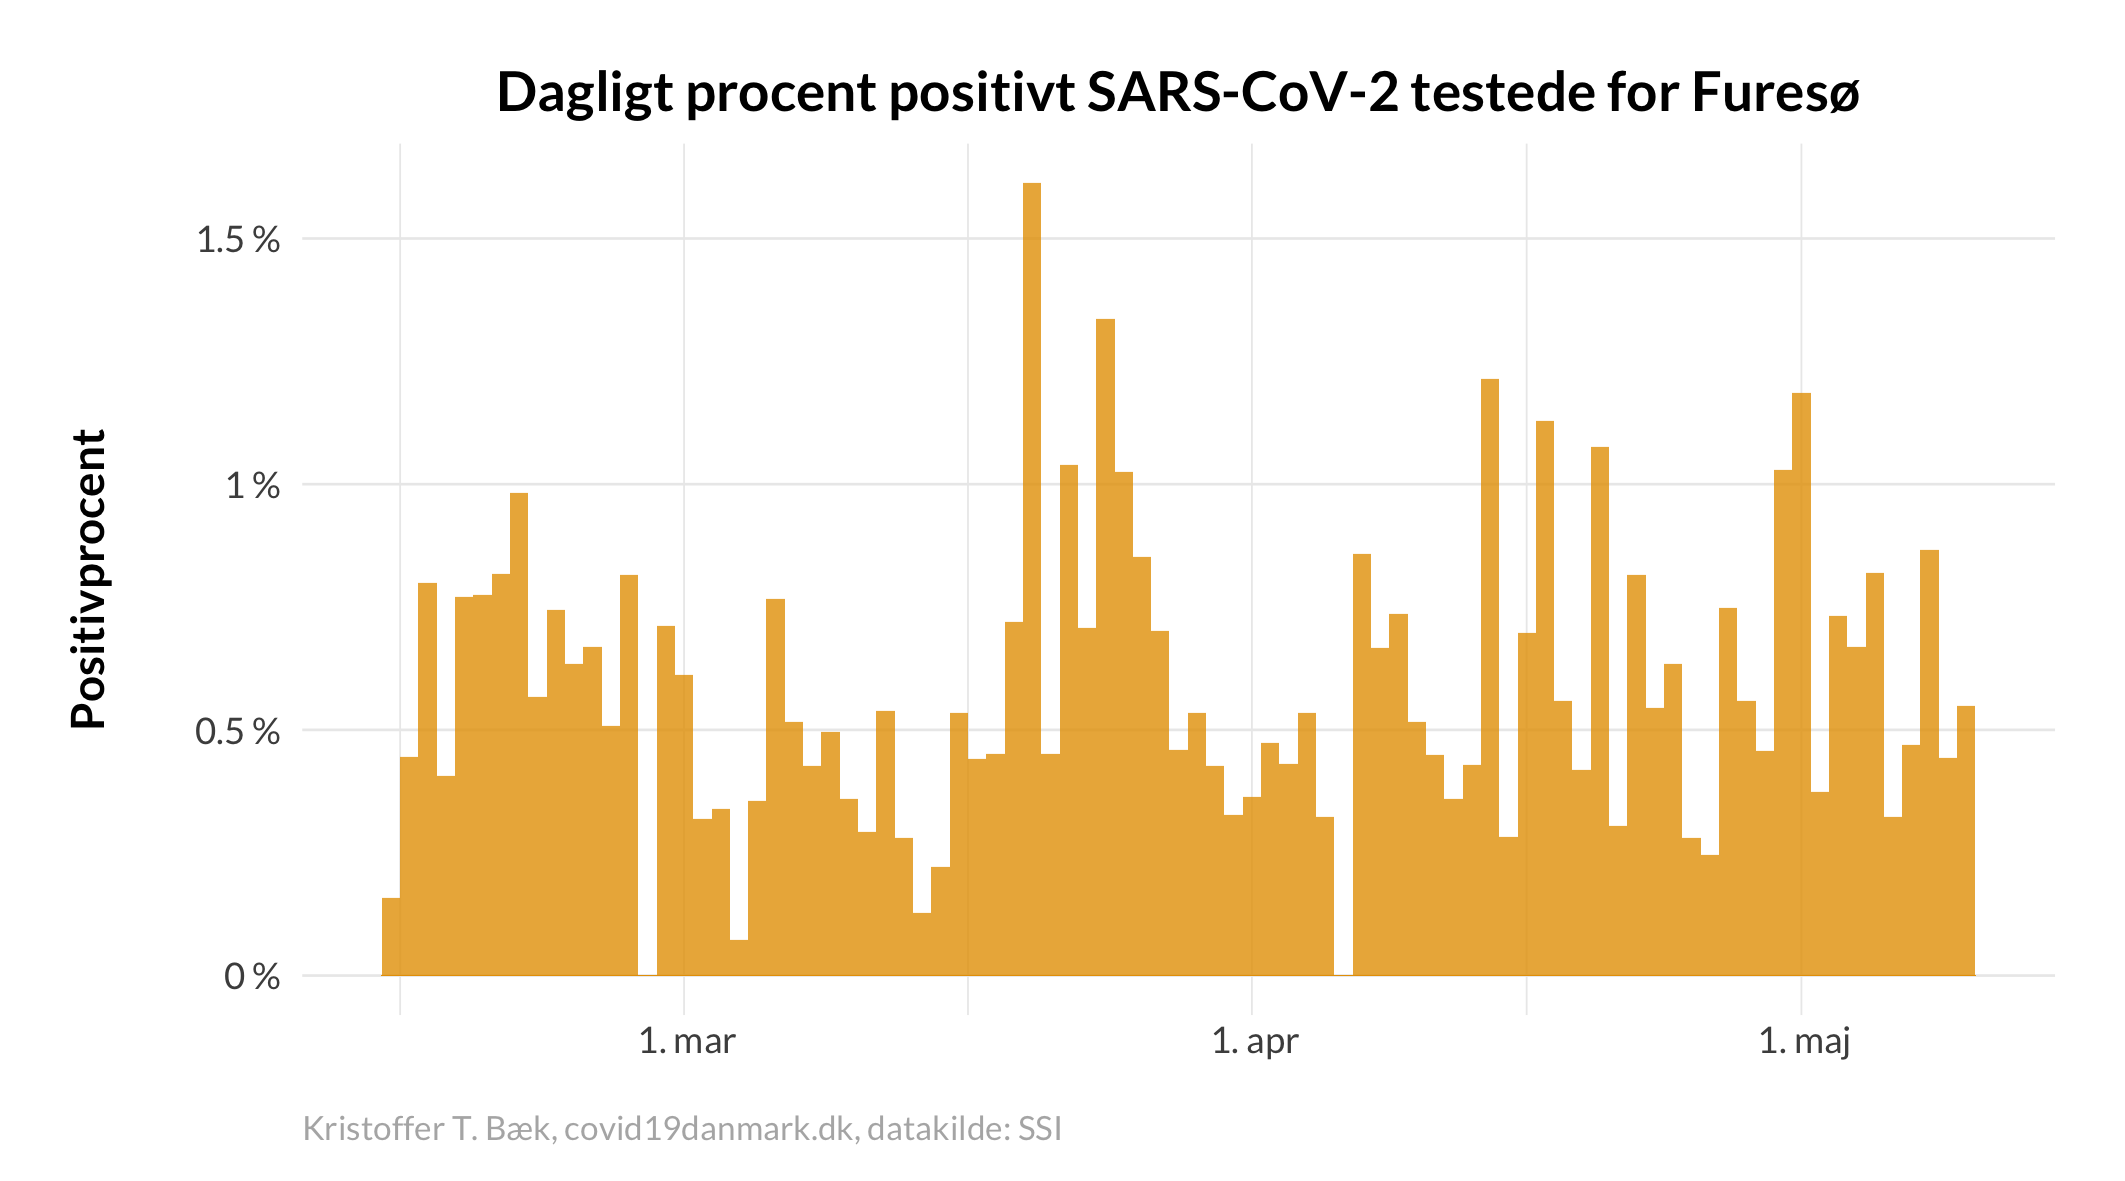 Dagligt procent positivt SARS-CoV-2 testede for Furesø
Positivprocent
1.5 %
1 %
0.5 %
0 %
1. mar
1. apr
1. maj
Kristoffer T. Bæk, covid19danmark.dk, datakilde: SSI